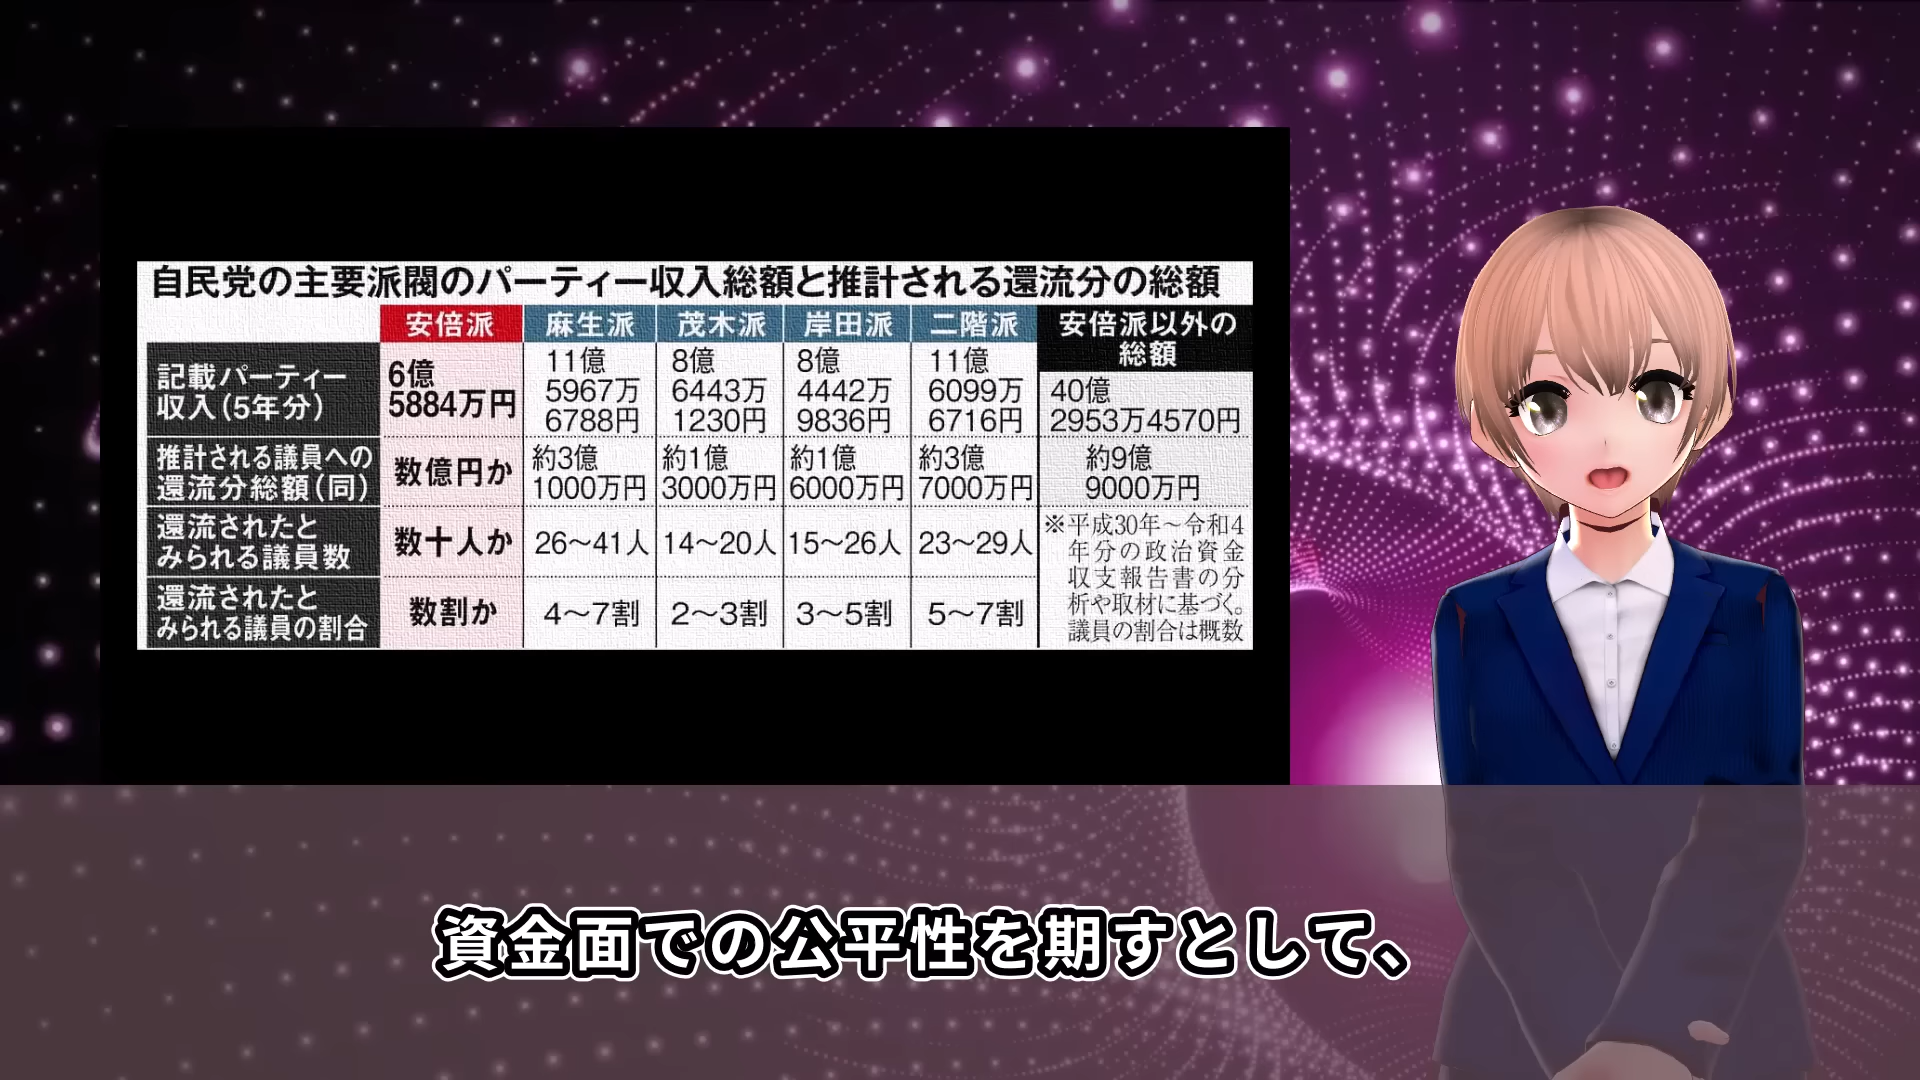 自民党の主要派閥のパーティー収入総額と推計される還流分の総額
安倍派 麻生派 茂木派 岸田派 二階派 安倍派以外の
総額
記載パーティー
収入(5年分)
6億
5884万円
11億
5967万
6788円
8億
6443万
1230円
8億
4442万
9836円
11億
6099万
6716円
40億
2953万4570円
推計される議員への
還流分総額(同)
数億円か
約3億
1000万円
約1億
3000万円
約1億
6000万円
約3億
7000万円
約9億
9000万円
還流されたと
みられる議員数
数十人か 26〜41人 14〜20人 15〜26人 23〜29人
還流されたと
みられる議員の割合
数割か 4〜7割 2〜3割 3〜5割 5〜7割
※平成30年〜令和4
年分の政治資金
収支報告書の分
析や取材に基づく。
議員の割合は概数
資金面での公平性を期すとして、